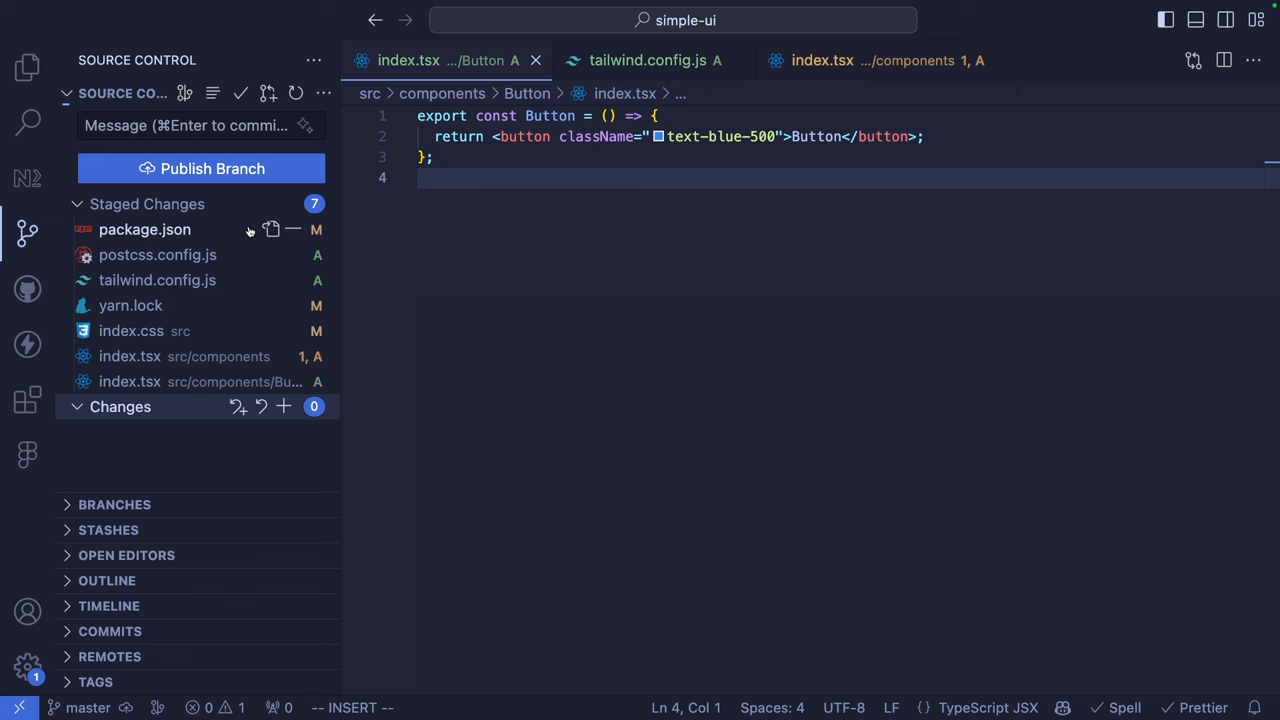 simple-ui
SOURCE CONTROL
index.tsx .../Button A
tailwind.config.js A
index.tsx .../components 1, A
SOURCE CO...
src > components > Button > index.tsx > ...
Message (⌘Enter to commi...
1 export const Button = () => {
2 return <button className="text-blue-500">Button</button>;
3 };
4
Publish Branch
Staged Changes 7
package.json M
postcss.config.js A
tailwind.config.js A
yarn.lock M
index.css src M
index.tsx src/components 1, A
index.tsx src/components/Bu... A
Changes 0
BRANCHES
STASHES
OPEN EDITORS
OUTLINE
TIMELINE
COMMITS
REMOTES
TAGS
1
master 0 1 0 -- INSERT -- Ln 4, Col 1 Spaces: 4 UTF-8 LF {} TypeScript JSX Spell Prettier